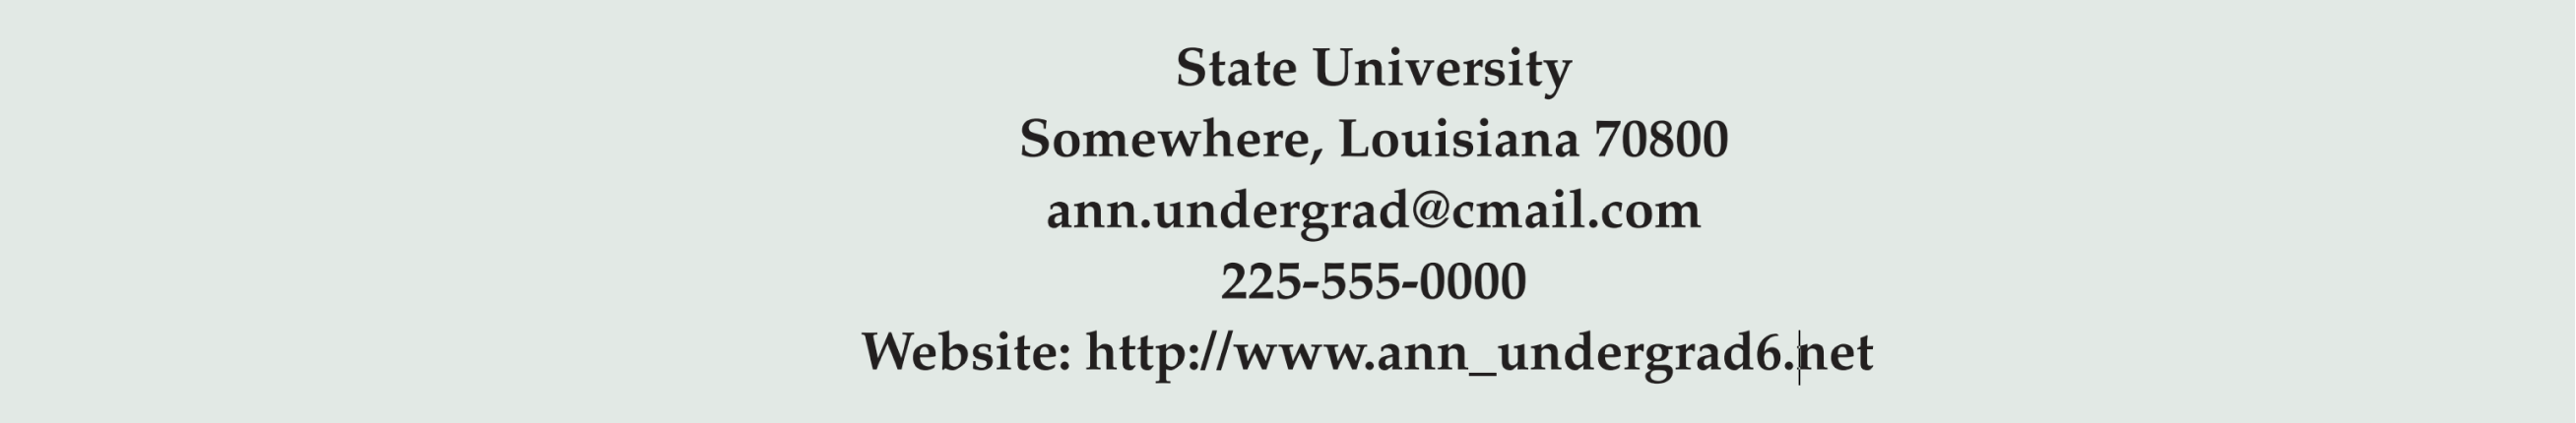 State University
Somewhere, Louisiana 70800
ann.undergrad@cmail.com
225-555-0000
Website: http://www.ann_undergrad6.net